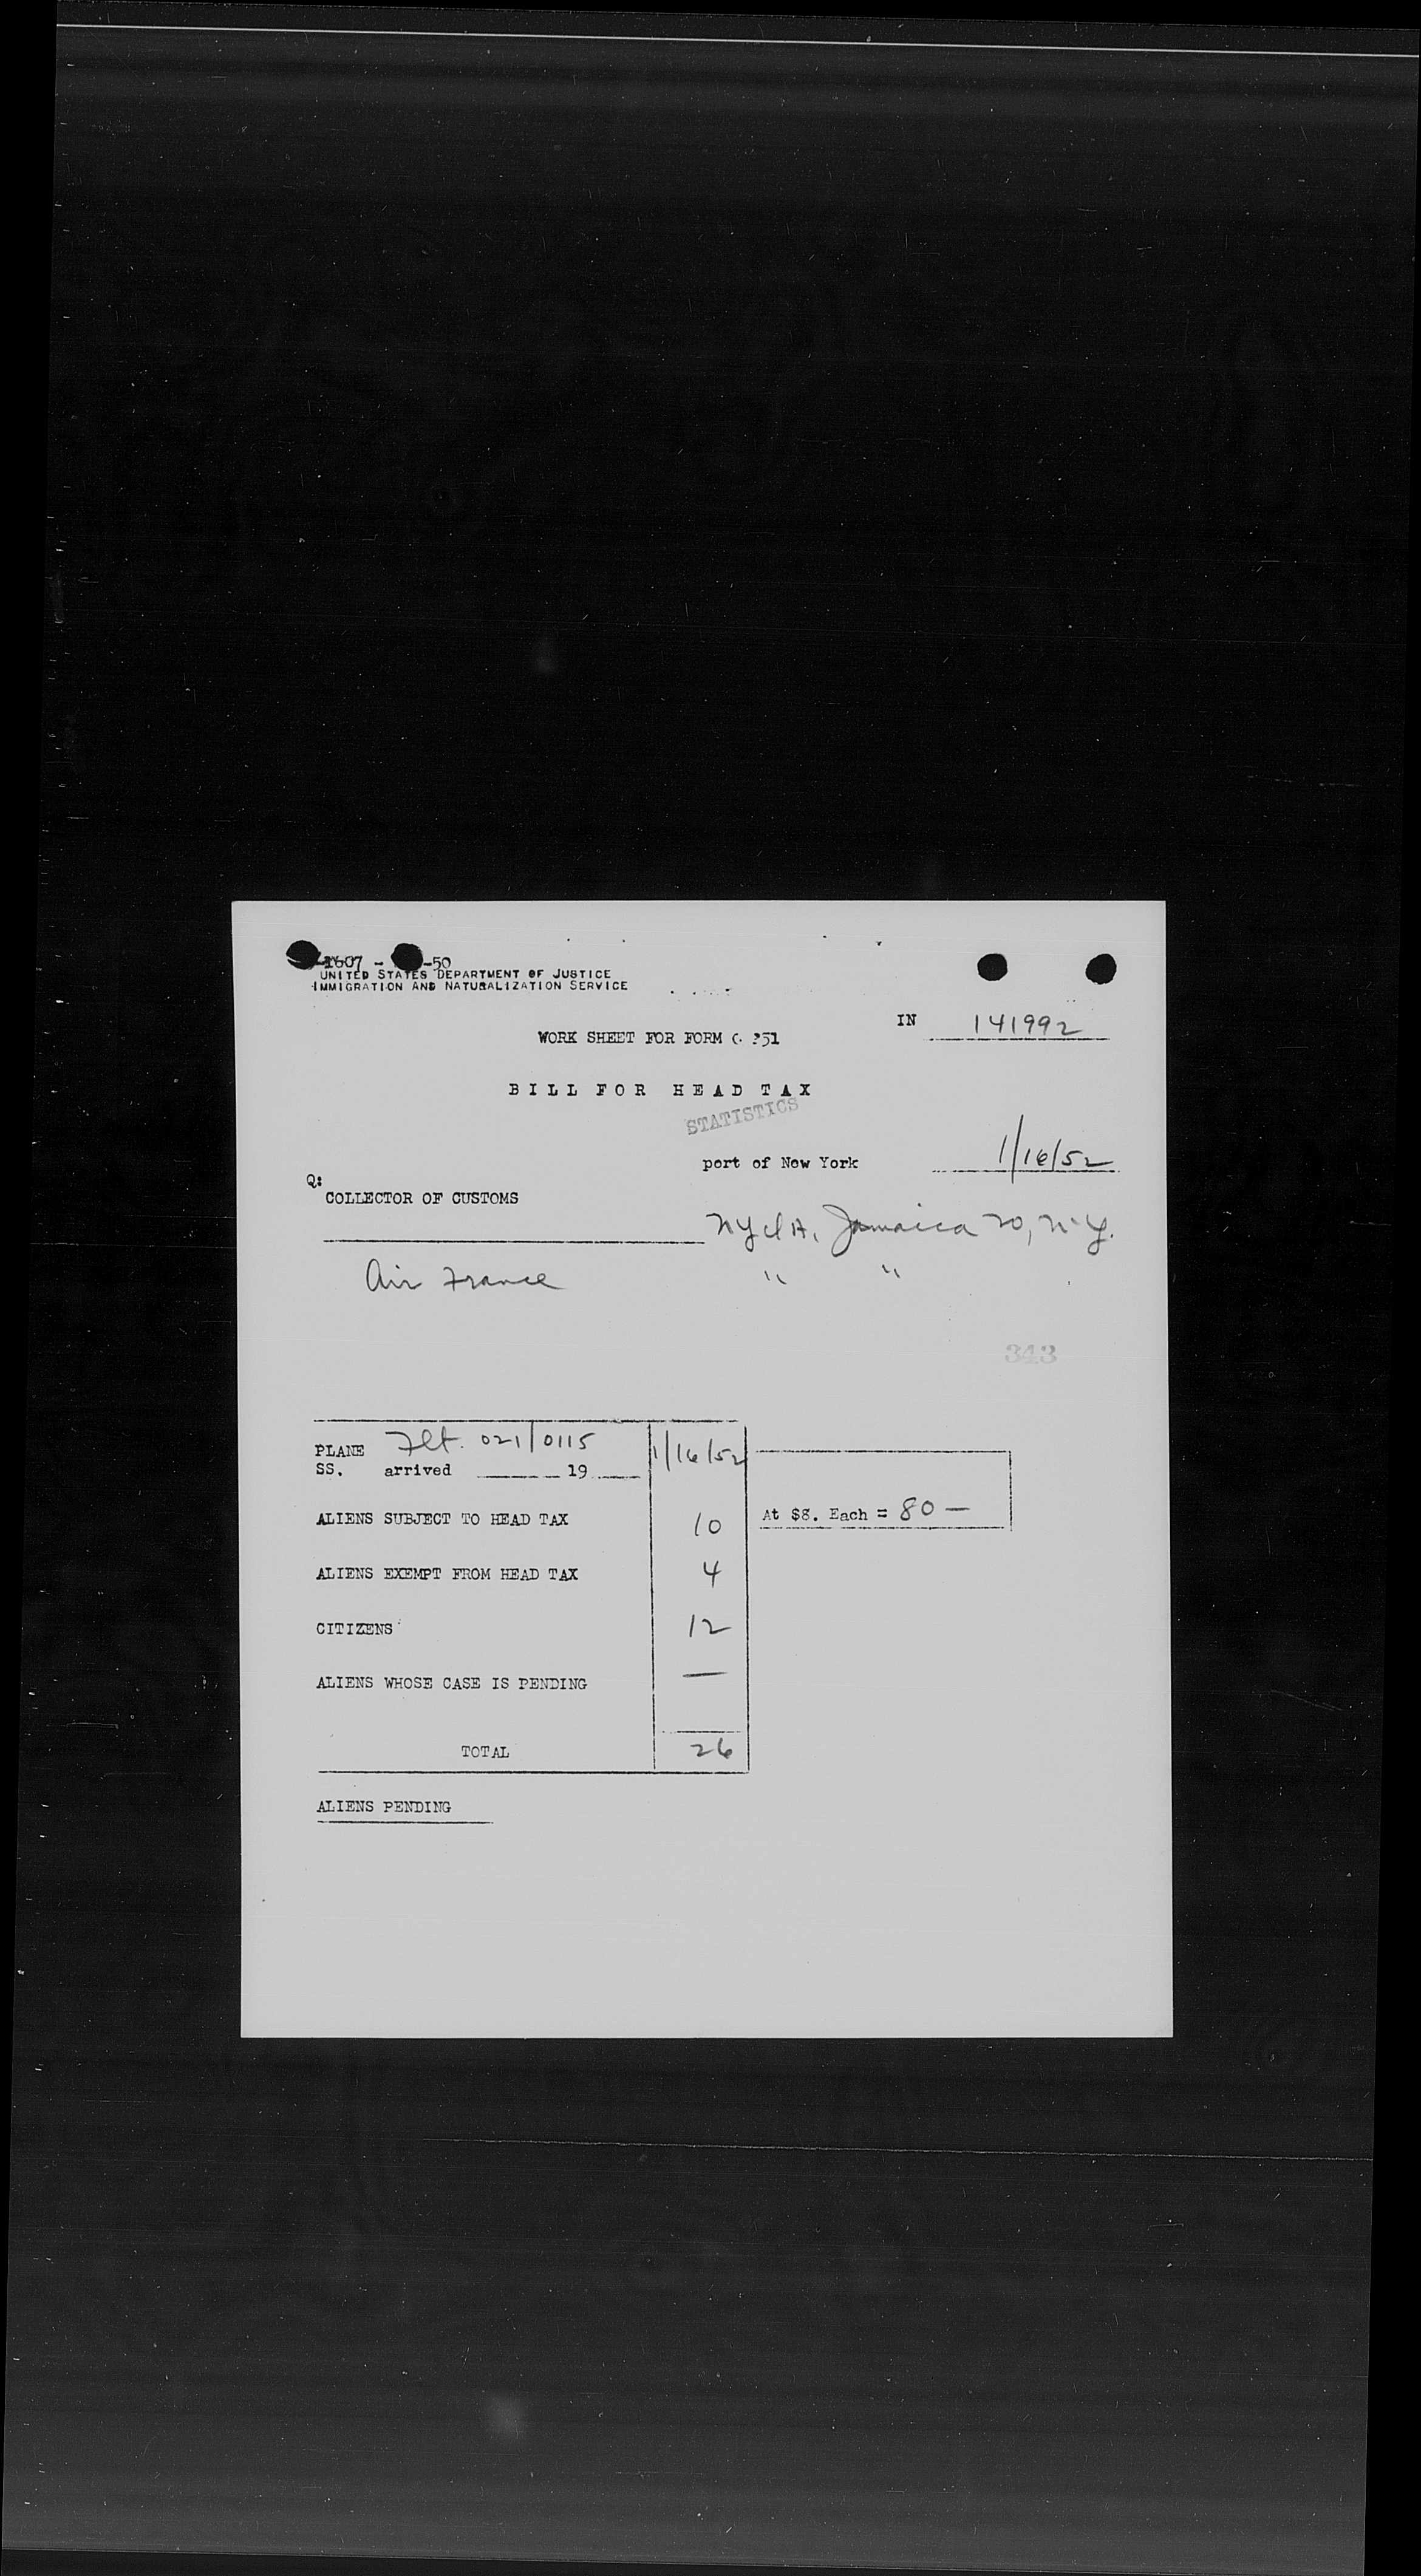 1607 - -50
UNITED STATES DEPARTMENT OF JUSTICE
IMMIGRATION AND NATURALIZATION SERVICE
IN 141992
WORK SHEET FOR FORM 351
BILL FOR HEAD TAX
STATISTICS
port of New York 1/16/52
Q:
COLLECTOR OF CUSTOMS
NYIA, Jamaica 20, N.Y.
Air France " "
343
PLANE Flt. 021/0115 1/16/52
SS. arrived 19
ALIENS SUBJECT TO HEAD TAX 10 At $8. Each = 80 —
ALIENS EXEMPT FROM HEAD TAX 4
CITIZENS 12
ALIENS WHOSE CASE IS PENDING —
TOTAL 26
ALIENS PENDING